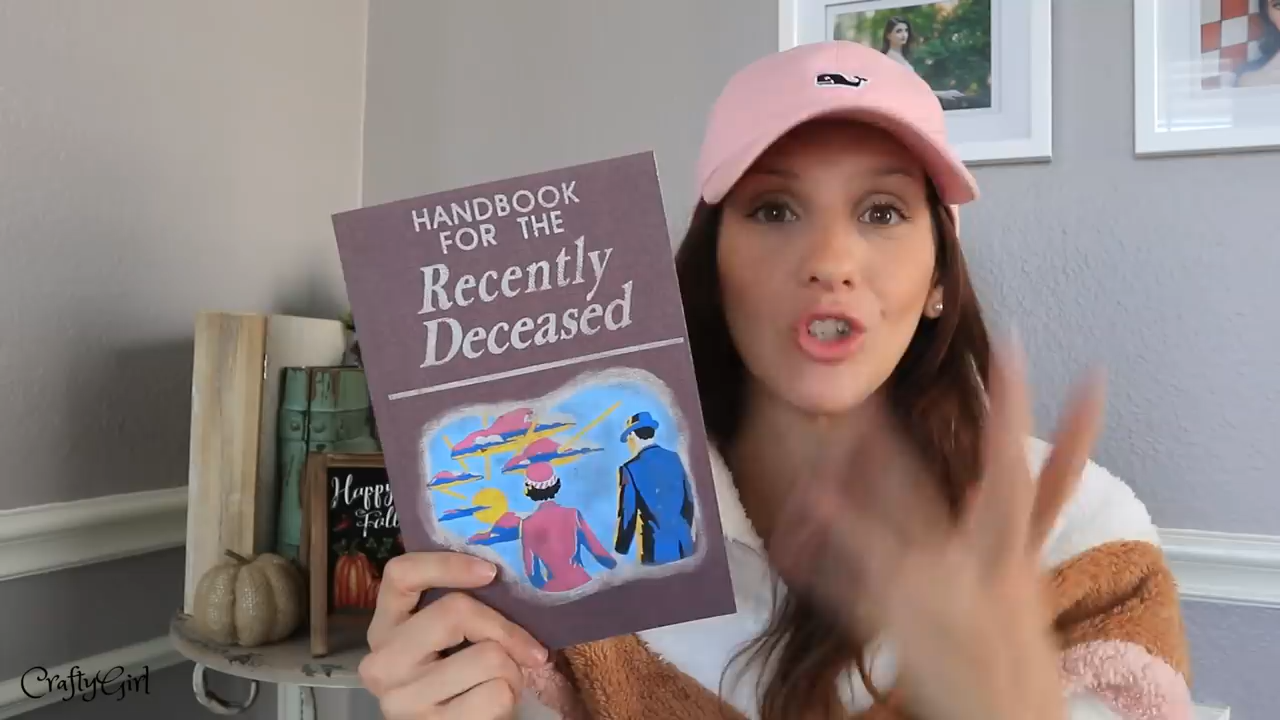 HANDBOOK
FOR THE
Recently
Deceased
Happy
Fall
CraftyGirl